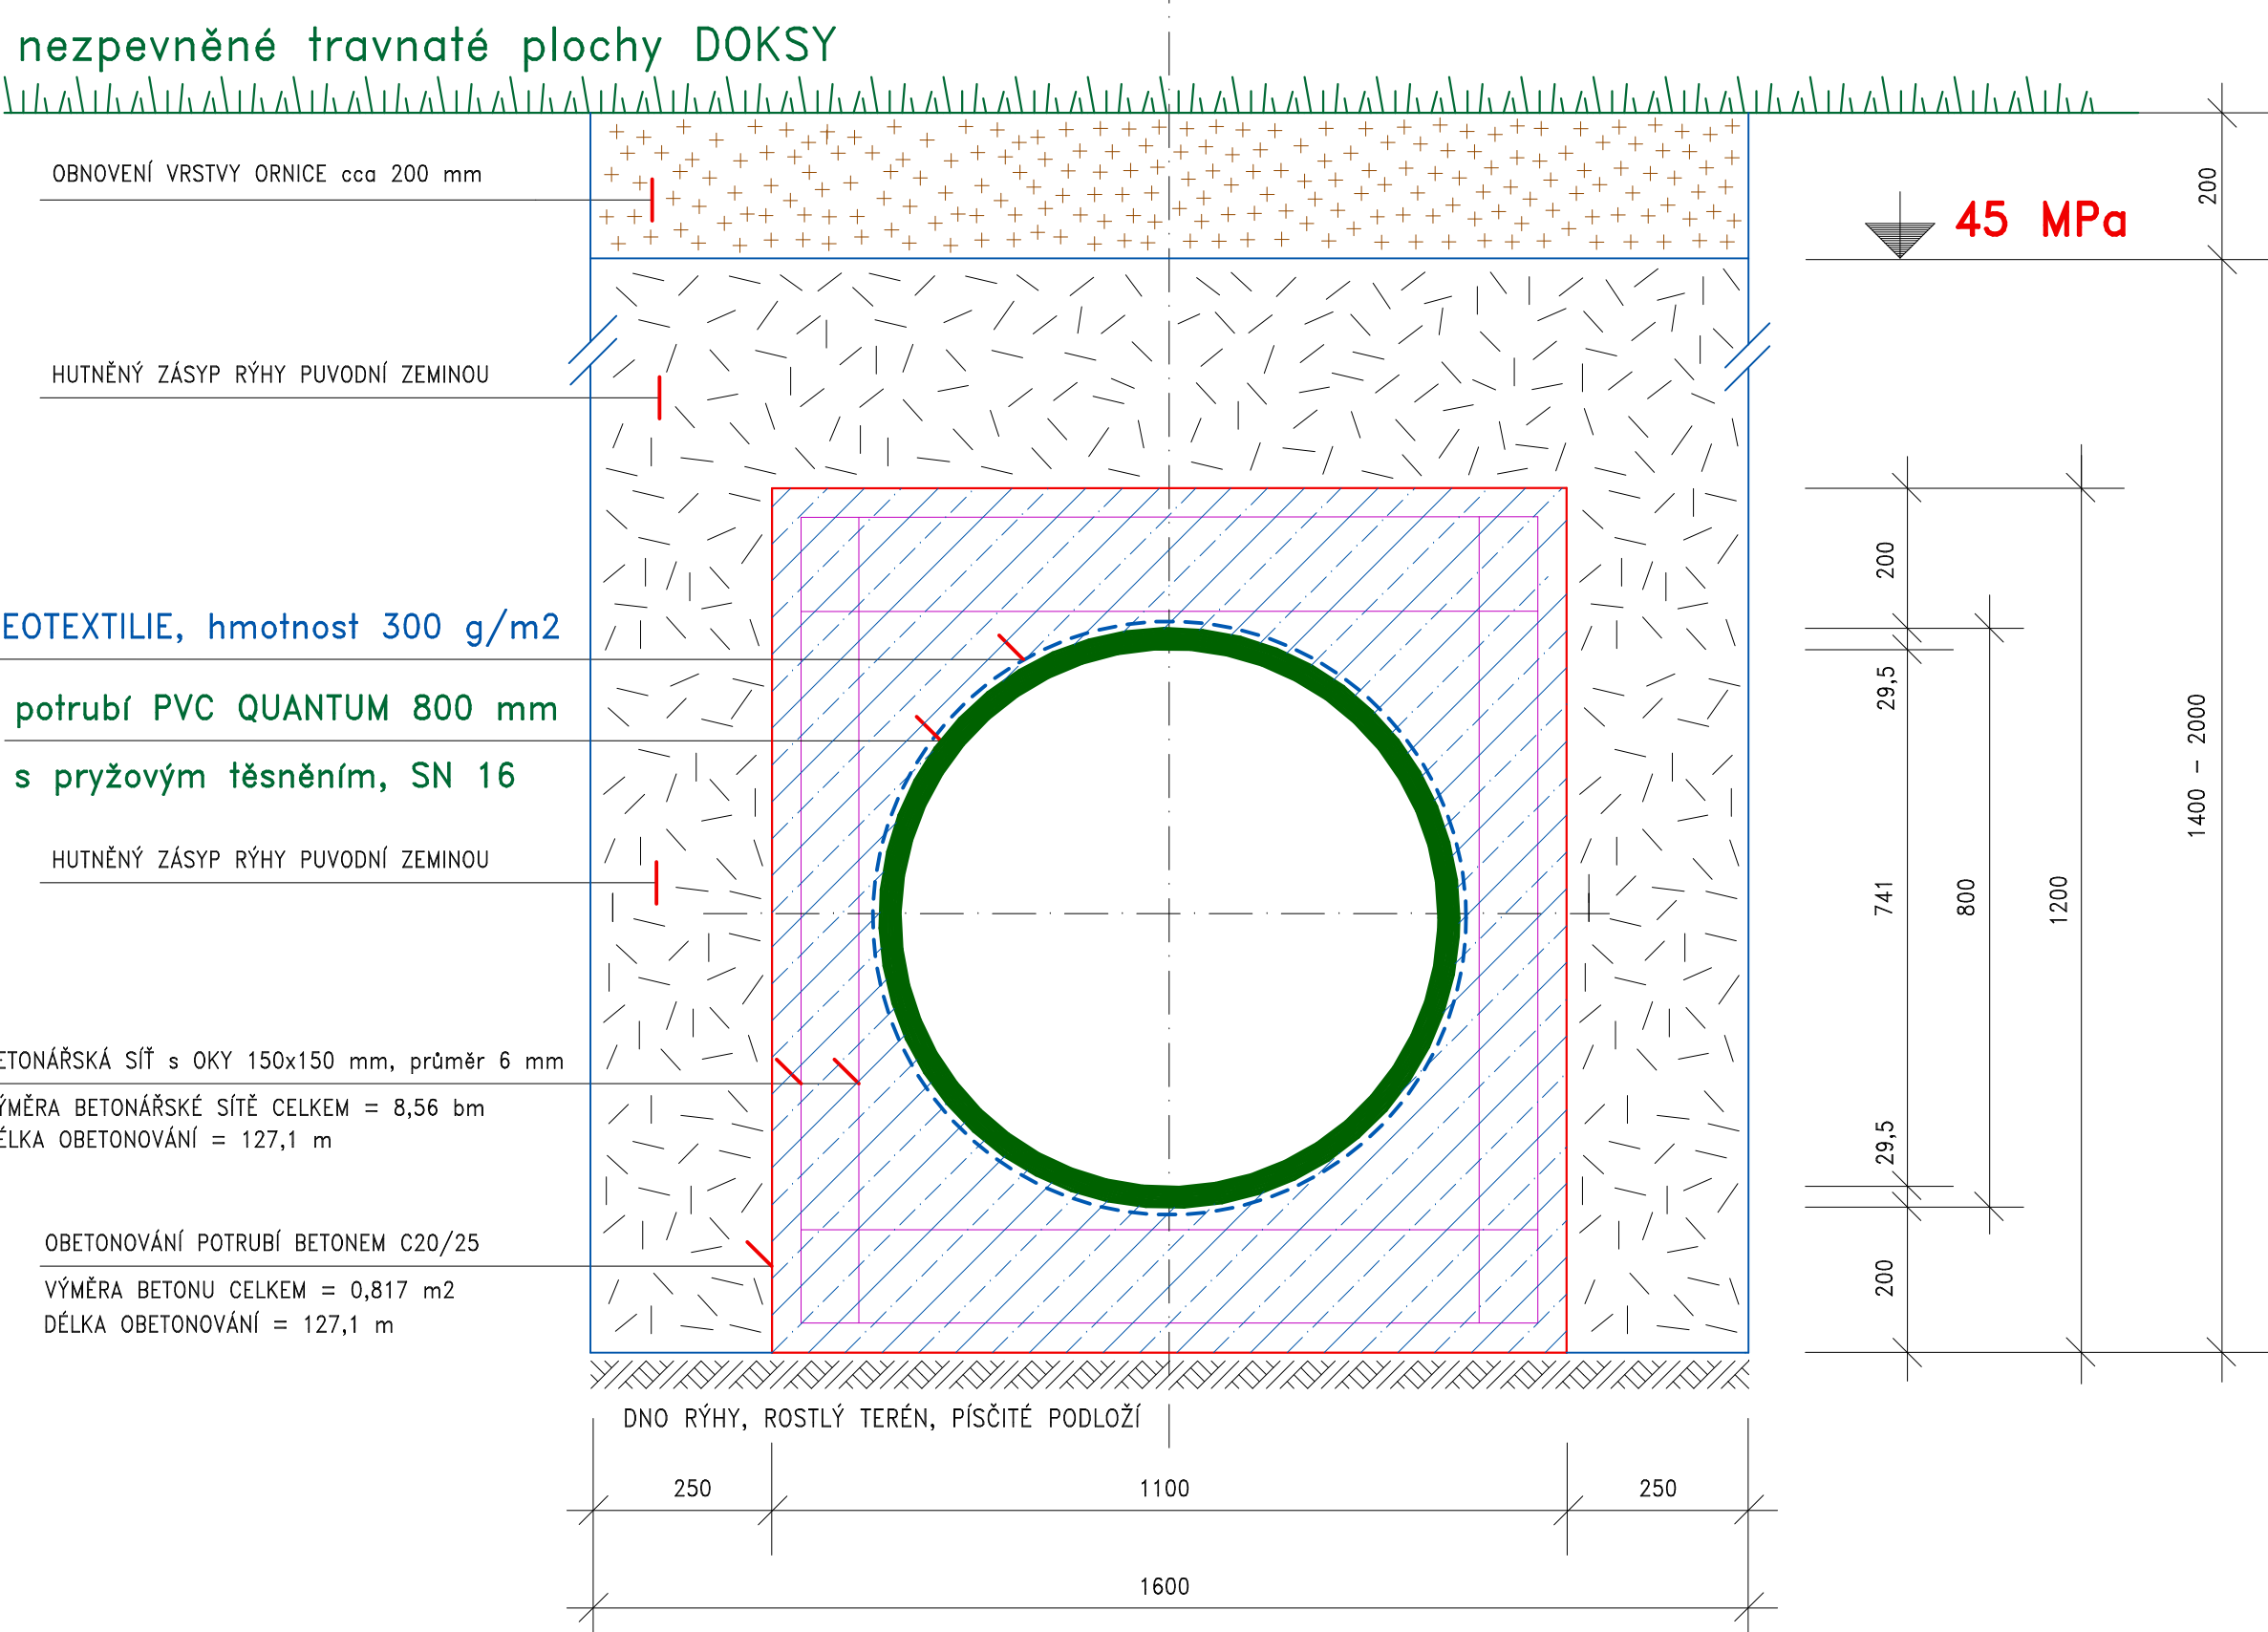 nezpevněné travnaté plochy DOKSY
OBNOVENÍ VRSTVY ORNICE cca 200 mm
200
45 MPa
HUTNĚNÝ ZÁSYP RÝHY PUVODNÍ ZEMINOU
200
EOTEXTILIE, hmotnost 300 g/m2
29,5
potrubí PVC QUANTUM 800 mm
s pryžovým těsněním, SN 16
1400 - 2000
HUTNĚNÝ ZÁSYP RÝHY PUVODNÍ ZEMINOU
741
800
1200
ETONÁŘSKÁ SÍŤ s OKY 150x150 mm, průměr 6 mm
ÝMĚRA BETONÁŘSKÉ SÍTĚ CELKEM = 8,56 bm
ÉLKA OBETONOVÁNÍ = 127,1 m
29,5
OBETONOVÁNÍ POTRUBÍ BETONEM C20/25
VÝMĚRA BETONU CELKEM = 0,817 m2
DÉLKA OBETONOVÁNÍ = 127,1 m
200
DNO RÝHY, ROSTLÝ TERÉN, PÍSČITÉ PODLOŽÍ
250
1100
250
1600